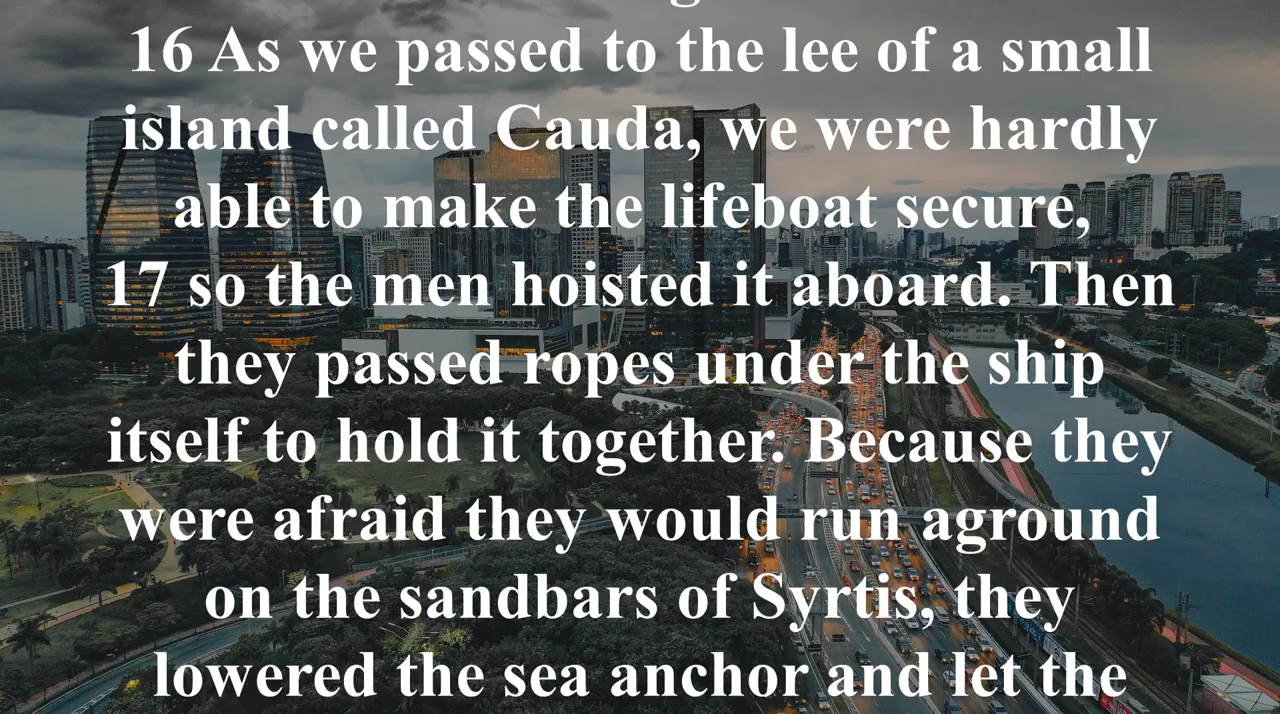 16 As we passed to the lee of a small
island called Cauda, we were hardly
able to make the lifeboat secure,
17 so the men hoisted it aboard. Then
they passed ropes under the ship
itself to hold it together. Because they
were afraid they would run aground
on the sandbars of Syrtis, they
lowered the sea anchor and let the